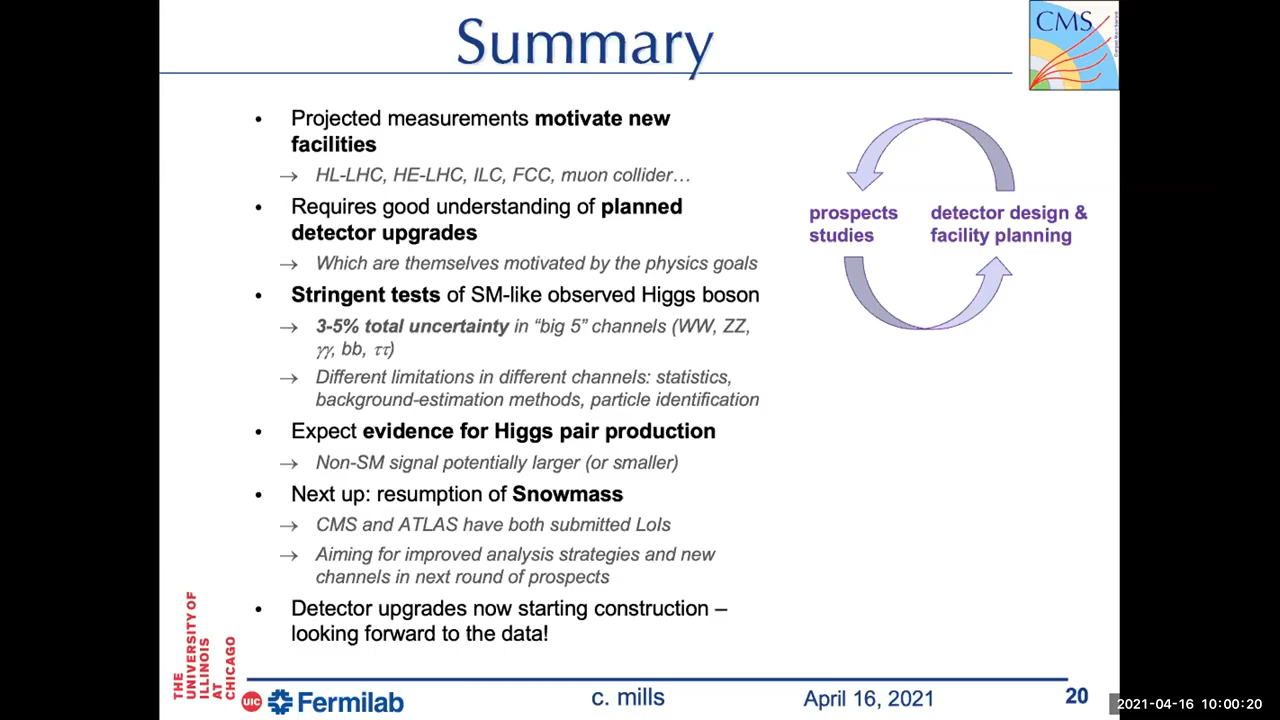 Summary
CMS
• Projected measurements motivate new
facilities
→ HL-LHC, HE-LHC, ILC, FCC, muon collider…
• Requires good understanding of planned
detector upgrades
→ Which are themselves motivated by the physics goals
• Stringent tests of SM-like observed Higgs boson
→ 3-5% total uncertainty in “big 5” channels (WW, ZZ,
γγ, bb, ττ)
→ Different limitations in different channels: statistics,
background-estimation methods, particle identification
• Expect evidence for Higgs pair production
→ Non-SM signal potentially larger (or smaller)
• Next up: resumption of Snowmass
→ CMS and ATLAS have both submitted LoIs
→ Aiming for improved analysis strategies and new
channels in next round of prospects
• Detector upgrades now starting construction –
looking forward to the data!
prospects
studies
detector design &
facility planning
THE
UNIVERSITY OF
ILLINOIS
AT
CHICAGO
UIC
Fermilab
c. mills
April 16, 2021
20
2021-04-16 10:00:20